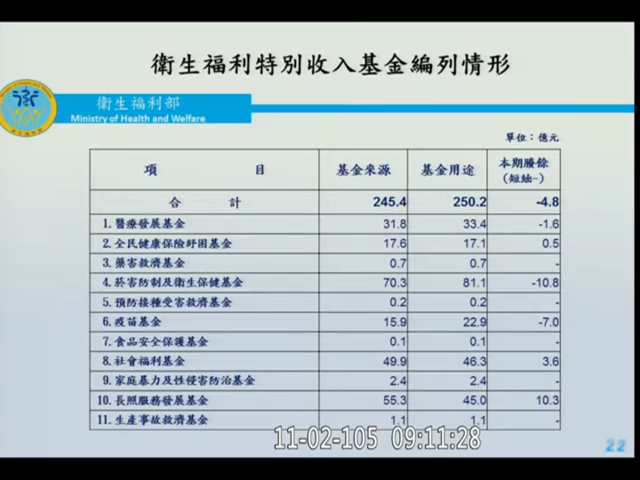 衛生福利特別收入基金編列情形
衛生福利部
Ministry of Health and Welfare
單位：億元
項 目 基金來源 基金用途 本期賸餘
(短絀-)
合 計 245.4 250.2 -4.8
1.醫療發展基金 31.8 33.4 -1.6
2.全民健康保險紓困基金 17.6 17.1 0.5
3.藥害救濟基金 0.7 0.7 -
4.菸害防制及衛生保健基金 70.3 81.1 -10.8
5.預防接種受害救濟基金 0.2 0.2 -
6.疫苗基金 15.9 22.9 -7.0
7.食品安全保護基金 0.1 0.1 -
8.社會福利基金 49.9 46.3 3.6
9.家庭暴力及性侵害防治基金 2.4 2.4 -
10.長照服務發展基金 55.3 45.0 10.3
11.生產事故救濟基金 1.1 1.1 -
11-02-105 09:11:28
22